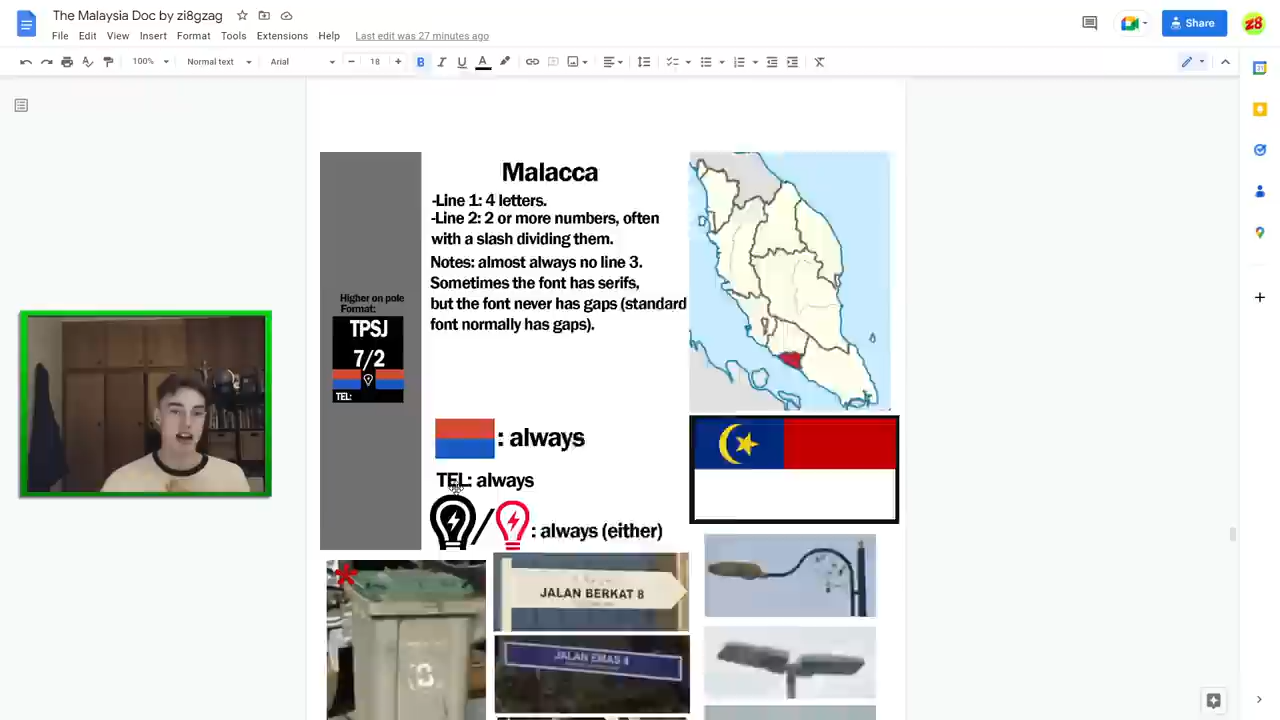 The Malaysia Doc by zi8gzag
File Edit View Insert Format Tools Extensions Help Last edit was 27 minutes ago
Share
Z8
100% Normal text Arial 18 B I U A
Malacca
-Line 1: 4 letters.
-Line 2: 2 or more numbers, often
with a slash dividing them.
Notes: almost always no line 3.
Sometimes the font has serifs,
but the font never has gaps (standard
font normally has gaps).
Higher on pole
Format:
TPSJ
7/2
TEL:
: always
TEL: always
: always (either)
JALAN BERKAT 8
JALAN EMAS 4